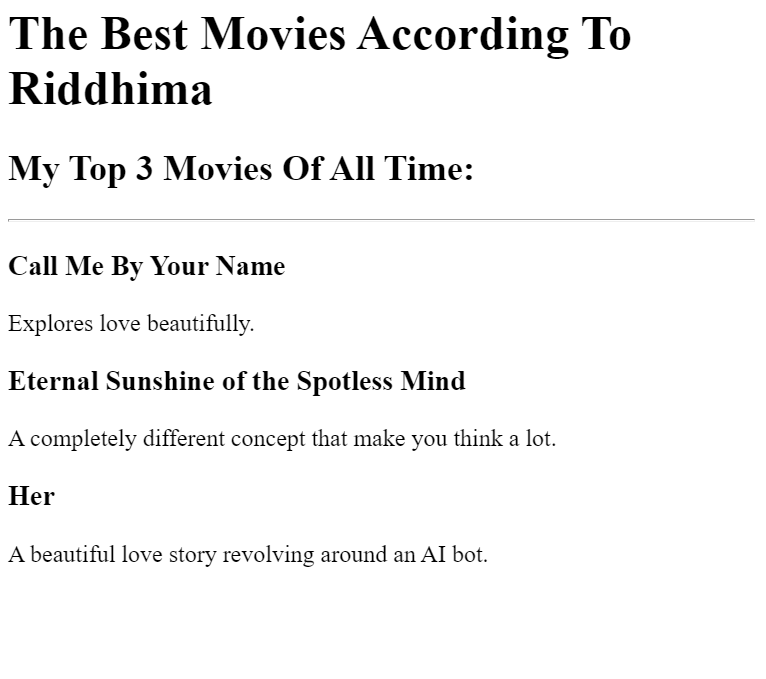 The Best Movies According To
Riddhima
My Top 3 Movies Of All Time:
Call Me By Your Name
Explores love beautifully.
Eternal Sunshine of the Spotless Mind
A completely different concept that make you think a lot.
Her
A beautiful love story revolving around an AI bot.